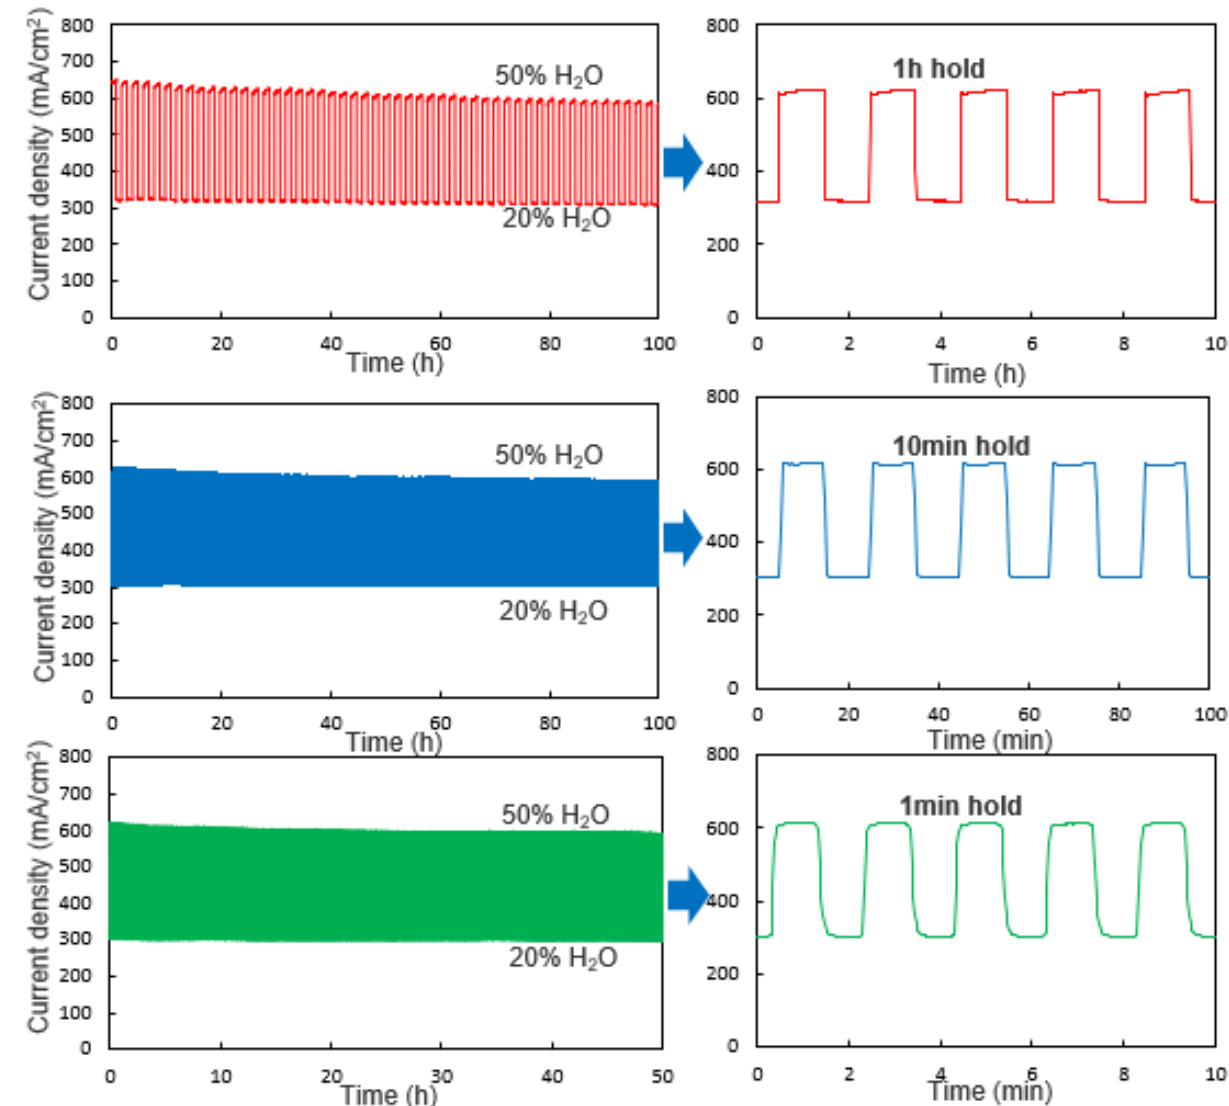 Current density (mA/cm²)
800
700
600
500
400
300
200
100
0
50% H₂O
20% H₂O
0 20 40 60 80 100
Time (h)
800
600
400
200
0
1h hold
0 2 4 6 8 10
Time (h)
Current density (mA/cm²)
800
700
600
500
400
300
200
100
0
50% H₂O
20% H₂O
0 20 40 60 80 100
Time (h)
800
600
400
200
0
10min hold
0 20 40 60 80 100
Time (min)
Current density (mA/cm²)
800
700
600
500
400
300
200
100
0
50% H₂O
20% H₂O
0 10 20 30 40 50
Time (h)
800
600
400
200
0
1min hold
0 2 4 6 8 10
Time (min)